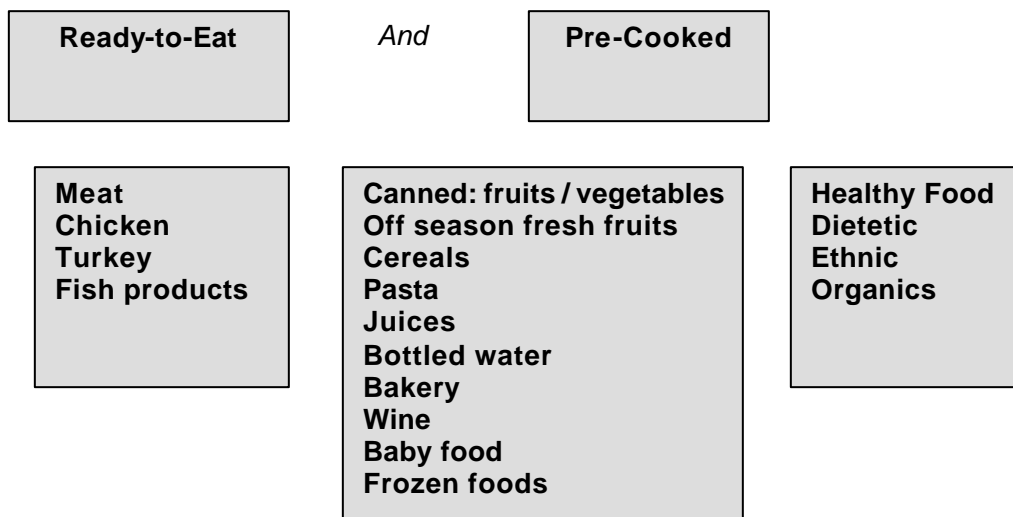 Ready-to-Eat And Pre-Cooked
Meat
Chicken
Turkey
Fish products
Canned: fruits / vegetables
Off season fresh fruits
Cereals
Pasta
Juices
Bottled water
Bakery
Wine
Baby food
Frozen foods
Healthy Food
Dietetic
Ethnic
Organics